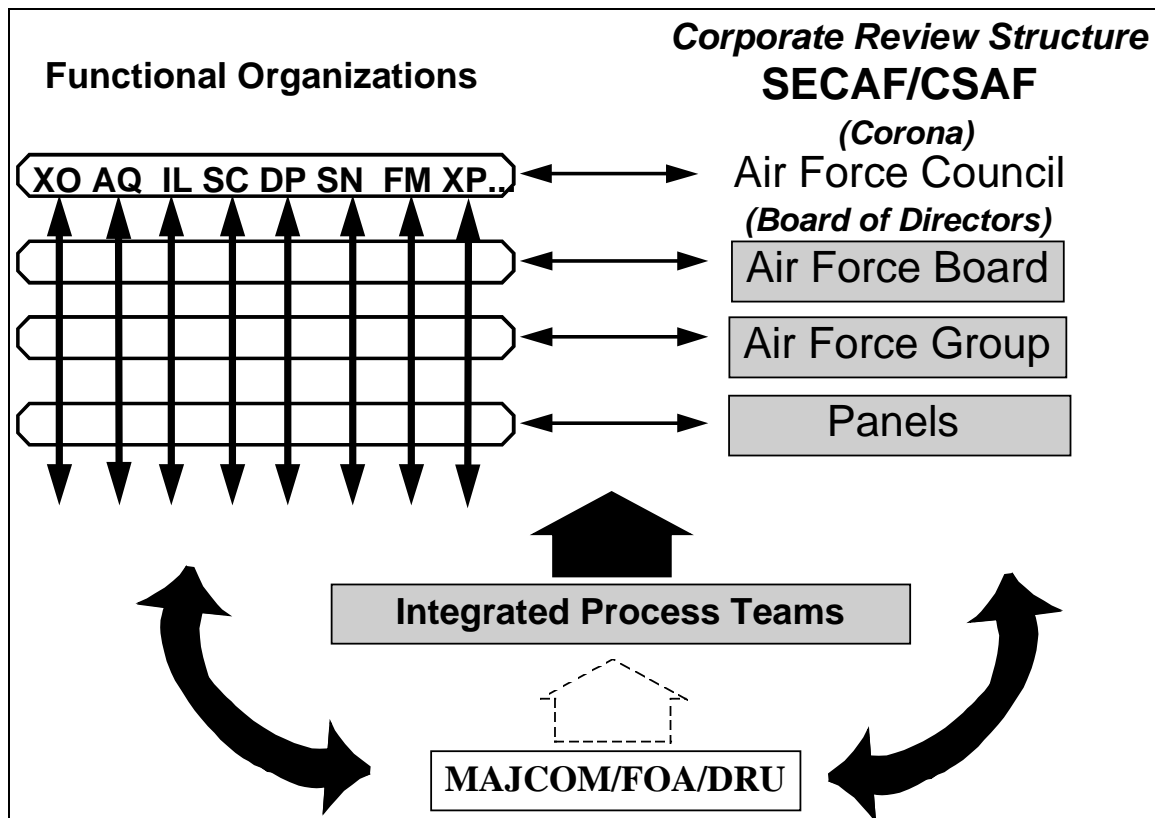 Functional Organizations
Corporate Review Structure
SECAF/CSAF
(Corona)
XO AQ IL SC DP SN FM XP...
Air Force Council
(Board of Directors)
Air Force Board
Air Force Group
Panels
Integrated Process Teams
MAJCOM/FOA/DRU